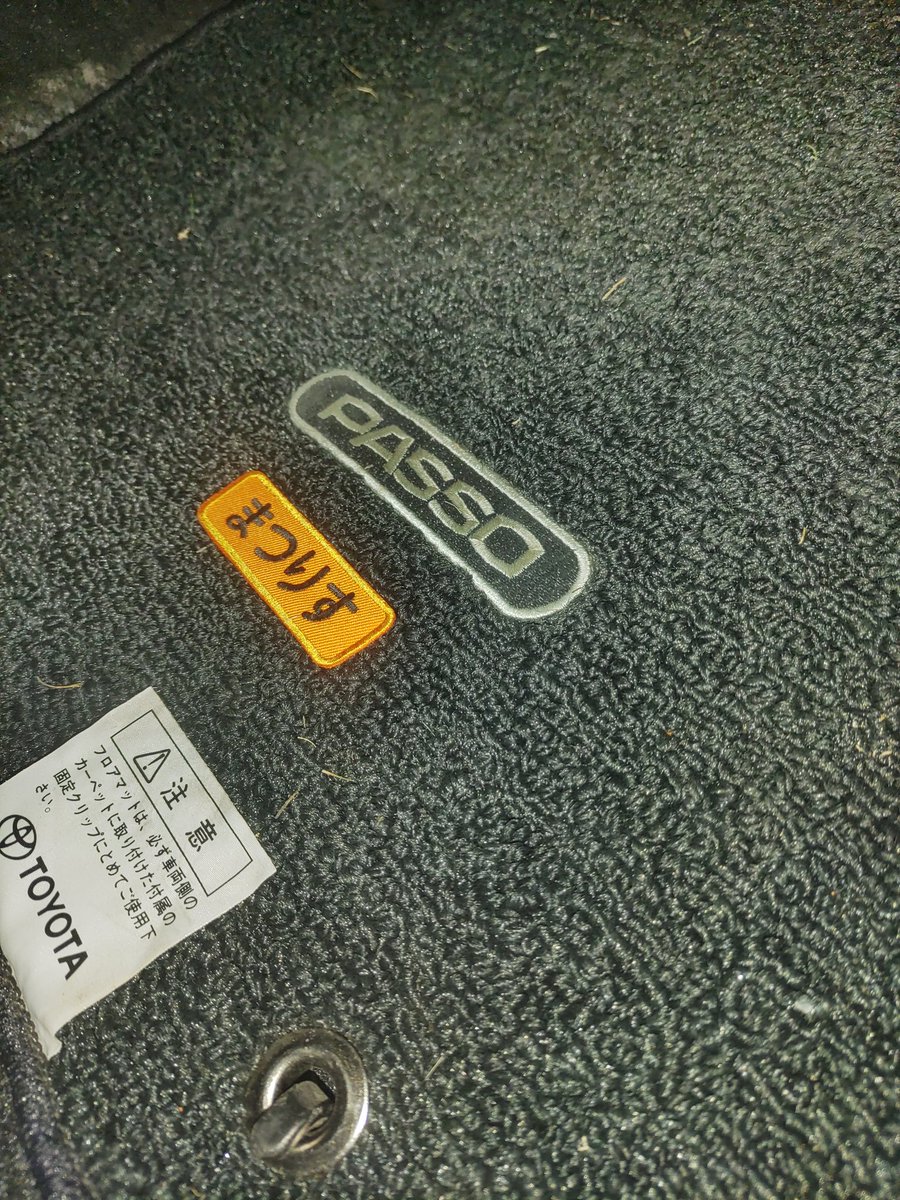 PASSO
まつりす
注意
フロアマットは、必ず車両側の
カーペットに取り付けた付属の
固定クリップにとめてご使用下
さい。
TOYOTA